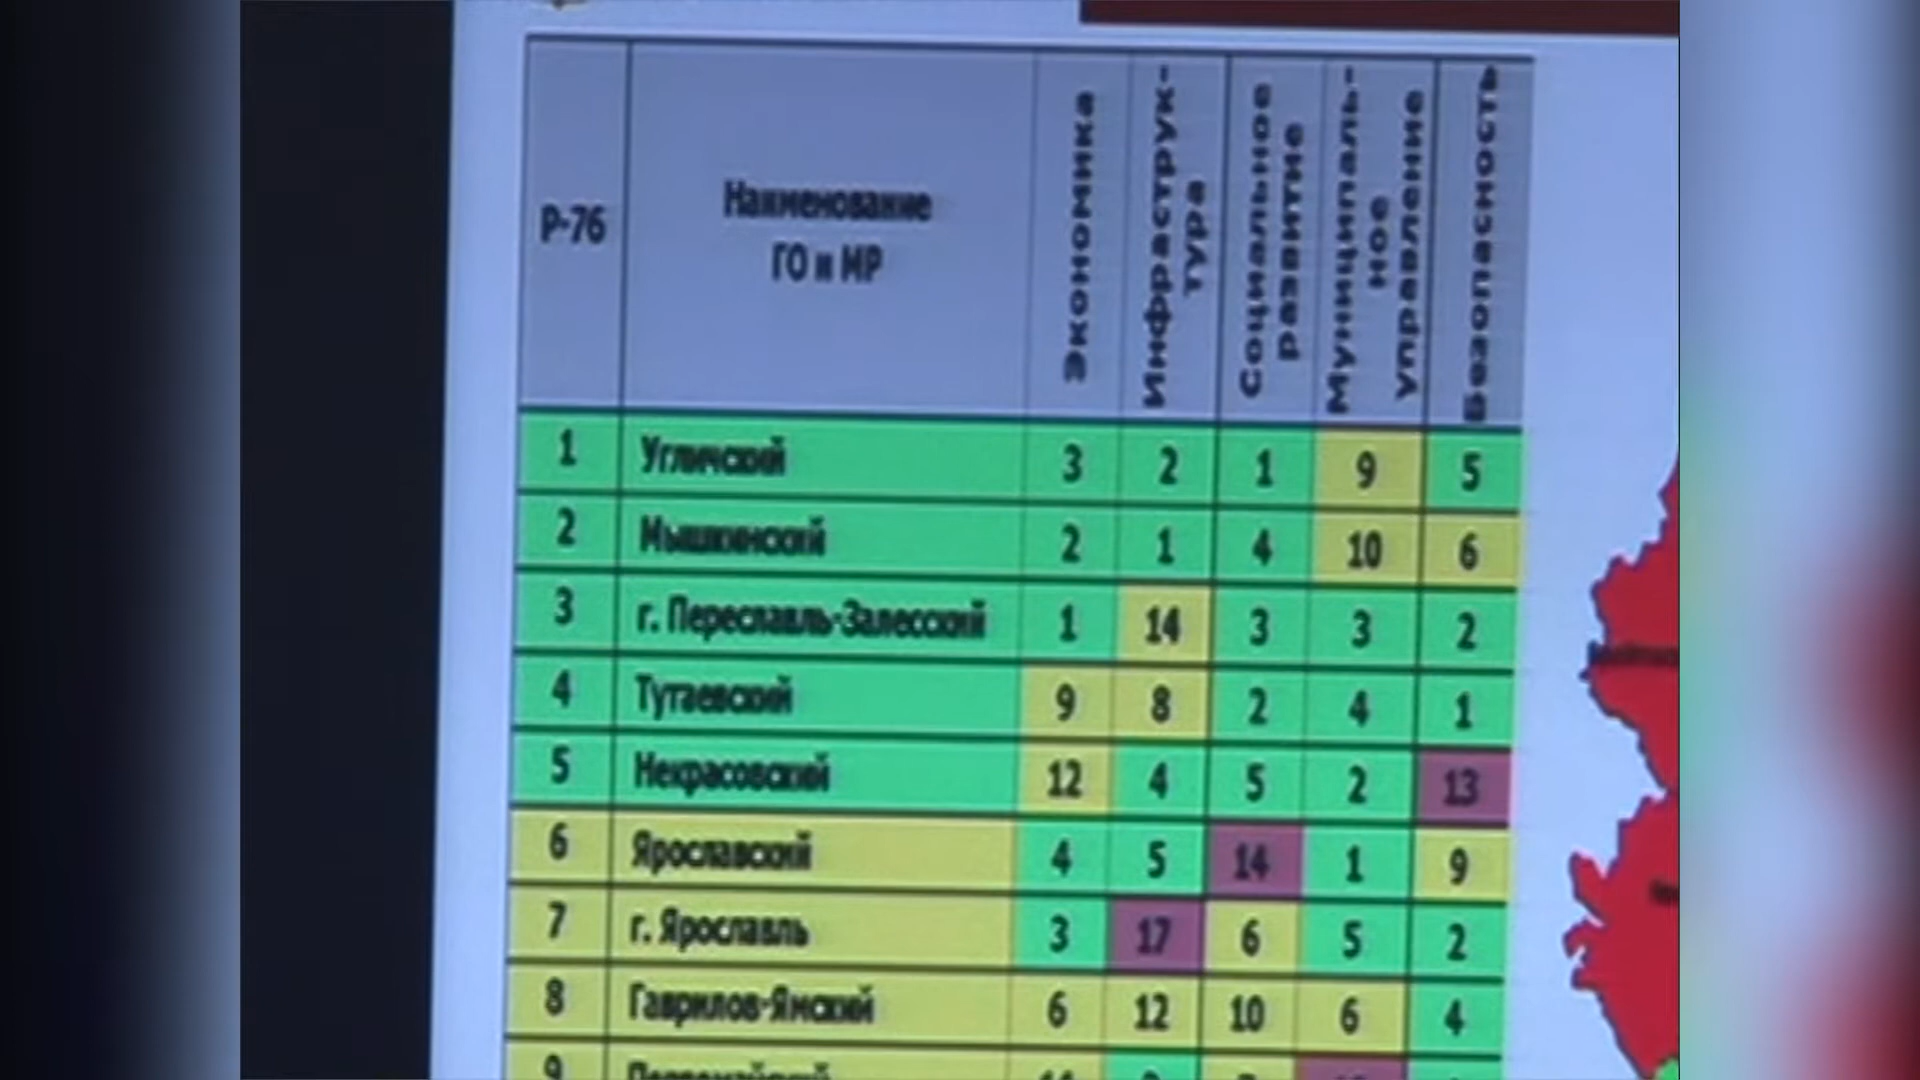 Р-76 Наименование ГО и МР Экономика Инфраструк-тура Социальное развитие Муниципаль-ное управление Безопасность
1 Угличский 3 2 1 9 5
2 Мышкинский 2 1 4 10 6
3 г. Переславль-Залесский 1 14 3 3 2
4 Тутаевский 9 8 2 4 1
5 Некрасовский 12 4 5 2 13
6 Ярославский 4 5 14 1 9
7 г. Ярославль 3 17 6 5 2
8 Гаврилов-Ямский 6 12 10 6 4
9